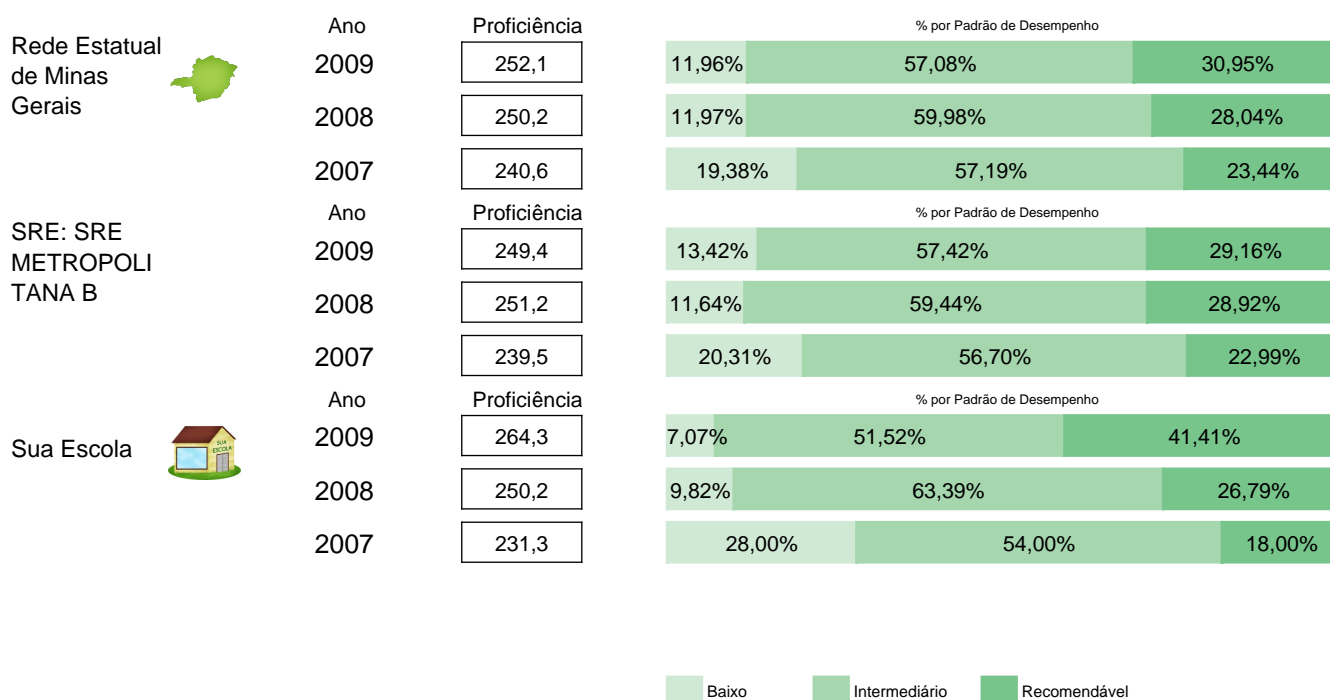 Ano Proficiência % por Padrão de Desempenho
Rede Estatual
de Minas
Gerais
2009 252,1 11,96% 57,08% 30,95%
2008 250,2 11,97% 59,98% 28,04%
2007 240,6 19,38% 57,19% 23,44%
Ano Proficiência % por Padrão de Desempenho
SRE: SRE
METROPOLI
TANA B
2009 249,4 13,42% 57,42% 29,16%
2008 251,2 11,64% 59,44% 28,92%
2007 239,5 20,31% 56,70% 22,99%
Ano Proficiência % por Padrão de Desempenho
Sua Escola
SUA
ESCOLA
2009 264,3 7,07% 51,52% 41,41%
2008 250,2 9,82% 63,39% 26,79%
2007 231,3 28,00% 54,00% 18,00%
Baixo Intermediário Recomendável